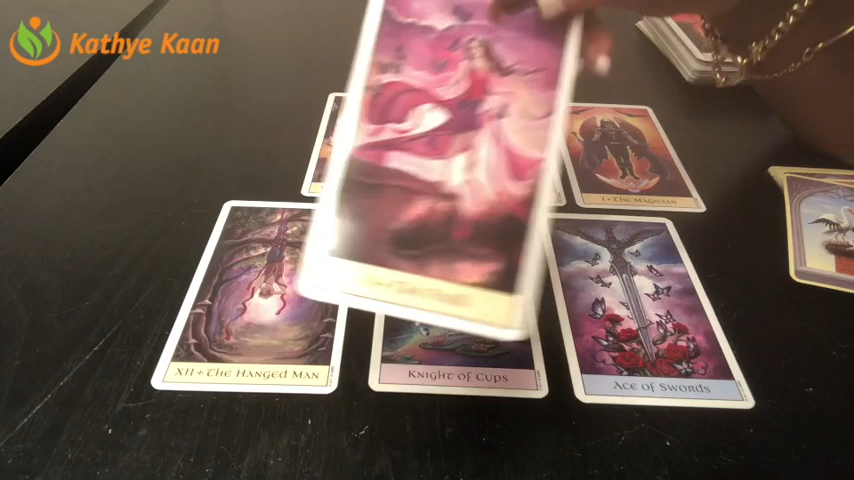 Kathye Kaan
I + The Magician
XII + The Hanged Man
Knight of Cups
Ace of Swords